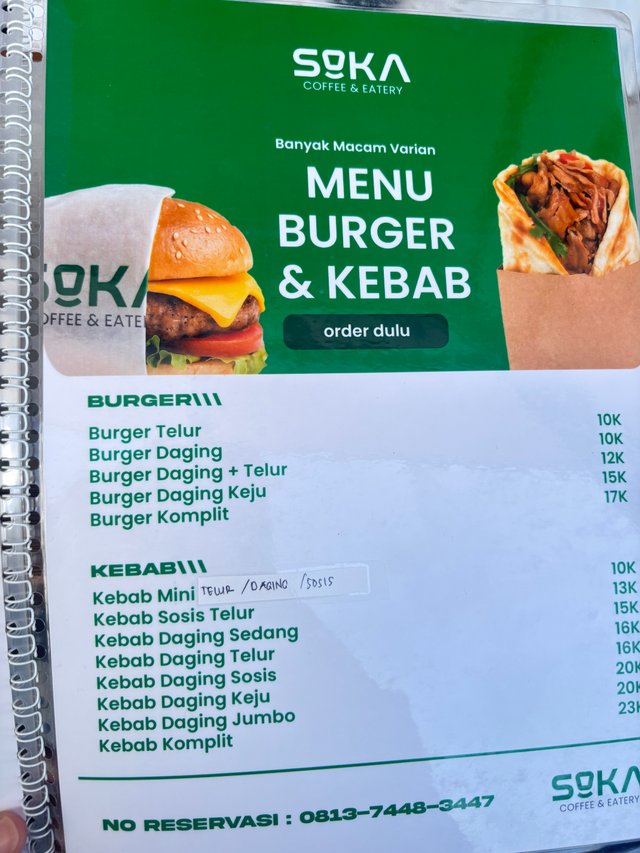 SOKA
COFFEE & EATERY
Banyak Macam Varian
MENU
BURGER
& KEBAB
order dulu
SOK
OFFEE & EATE
BURGER\\\
Burger Telur 10K
Burger Daging 10K
Burger Daging + Telur 12K
Burger Daging Keju 15K
Burger Komplit 17K
KEBAB\\\
Kebab Mini TELUR /DAGING /SOSIS 10K
Kebab Sosis Telur 13K
Kebab Daging Sedang 15K
Kebab Daging Telur 16K
Kebab Daging Sosis 16K
Kebab Daging Keju 20K
Kebab Daging Jumbo 20K
Kebab Komplit 23K
NO RESERVASI : 0813-7448-3447
SOKA
COFFEE & EATERY